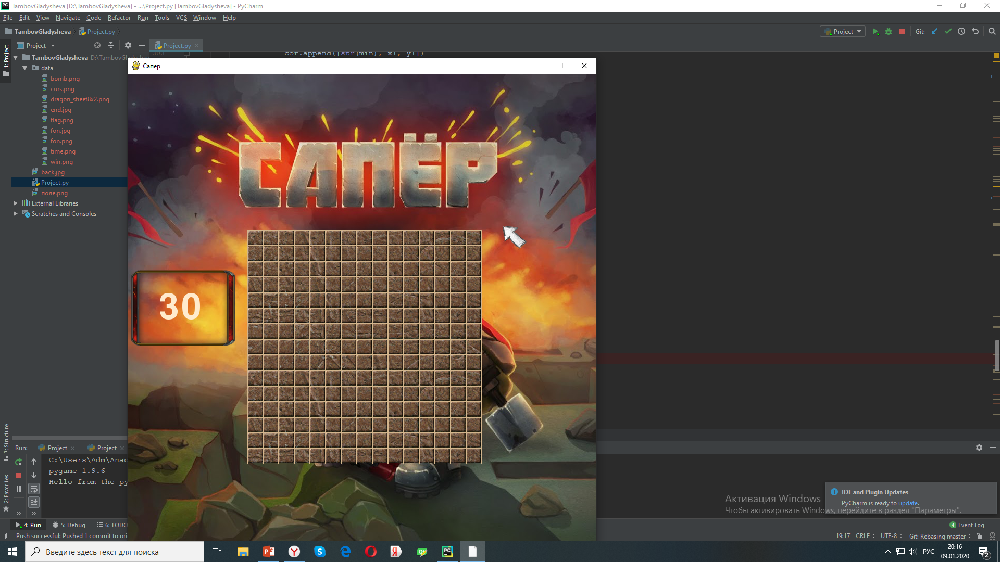 TambovGladysheva [D:\TambovGladysheva] - ...\Project.py [TambovGladysheva] - PyCharm
File Edit View Navigate Code Refactor Run Tools VCS Window Help
TambovGladysheva Project.py
Project Git:
Project Project.py
1: Project
TambovGladysheva D:\TambovGladysheva
303 cor.append([str(min), x1, y1])
data
Сапер
bomb.png
curs.png
dragon_sheet8x2.png
end.jpg
flag.png
fon.jpg
fon.png
time.png
win.png
back.jpg
Project.py
поле.png
External Libraries
Scratches and Consoles
САПЁР
30
7: Structure
2: Favorites
Run: Project Project
C:\Users\Adm\Anac
pygame 1.9.6
Hello from the py
IDE and Plugin Updates
PyCharm is ready to update.
Активация Windows
Чтобы активировать Windows, перейдите в раздел "Параметры".
4: Run 5: Debug 6: TODO
4 Event Log
Push successful: Pushed 1 commit to ori
19:17 CRLF UTF-8 Git: Rebasing master
Введите здесь текст для поиска
РУС
20:16
09.01.2020
2